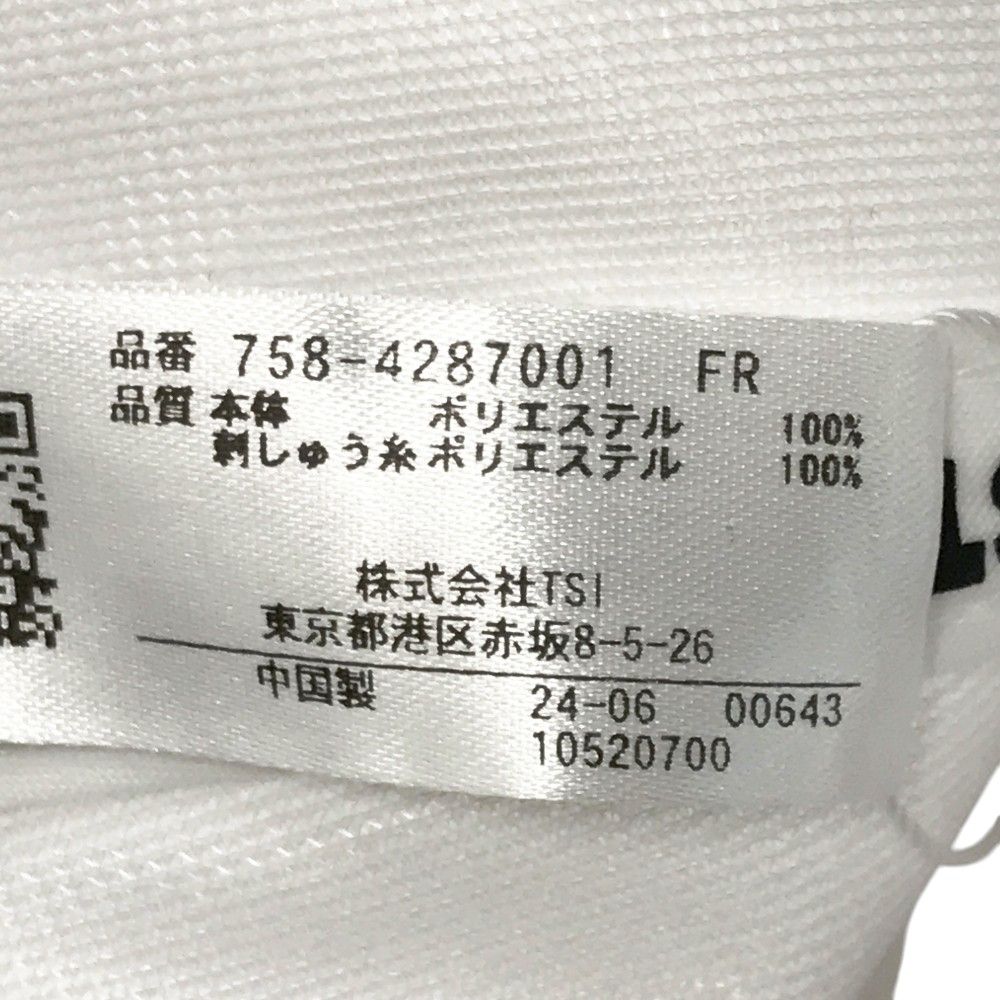 品番 758-4287001 FR
品質 本体 ポリエステル 100%
刺しゅう糸 ポリエステル 100%
株式会社TSI
東京都港区赤坂8-5-26
中国製 24-06 00643
10520700